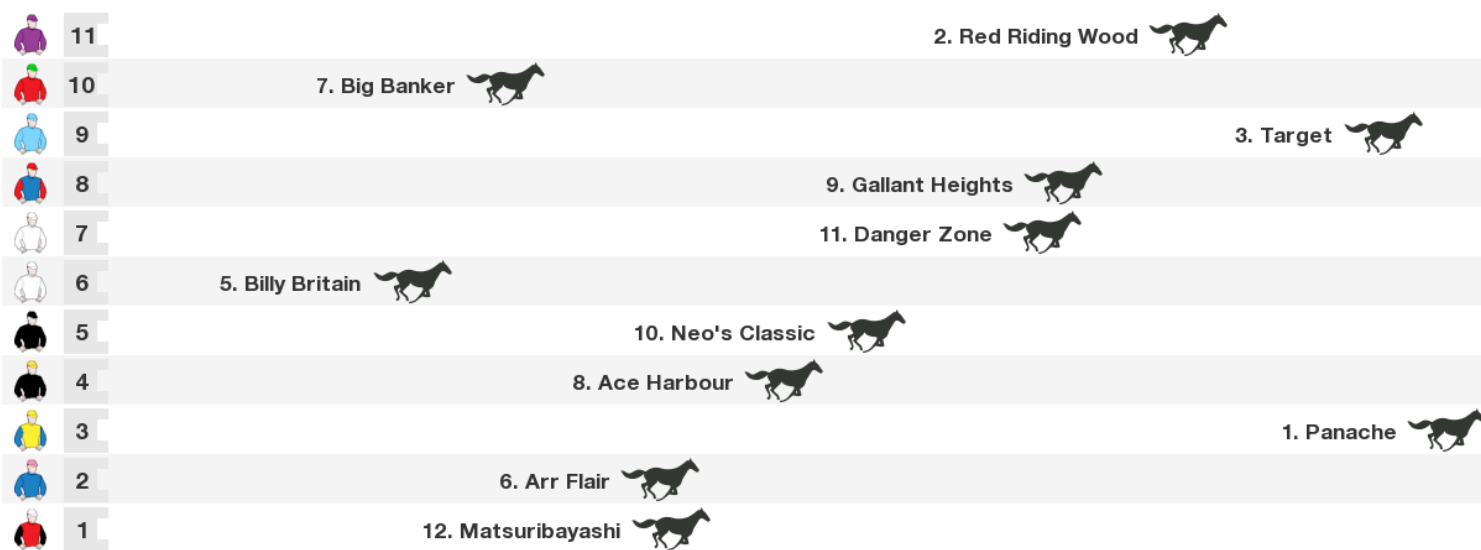 11 2. Red Riding Wood
10 7. Big Banker
9 3. Target
8 9. Gallant Heights
7 11. Danger Zone
6 5. Billy Britain
5 10. Neo's Classic
4 8. Ace Harbour
3 1. Panache
2 6. Arr Flair
1 12. Matsuribayashi